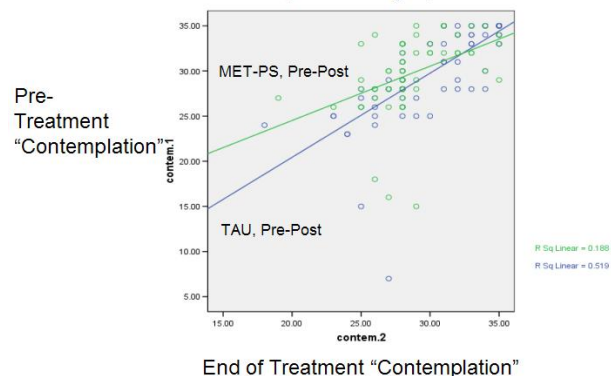 35.00
30.00
25.00
20.00
15.00
10.00
5.00
MET-PS, Pre-Post
TAU, Pre-Post
Pre-
Treatment
“Contemplation”
contem.1
R Sq Linear = 0.188
R Sq Linear = 0.519
15.00 20.00 25.00 30.00 35.00
contem.2
End of Treatment “Contemplation”